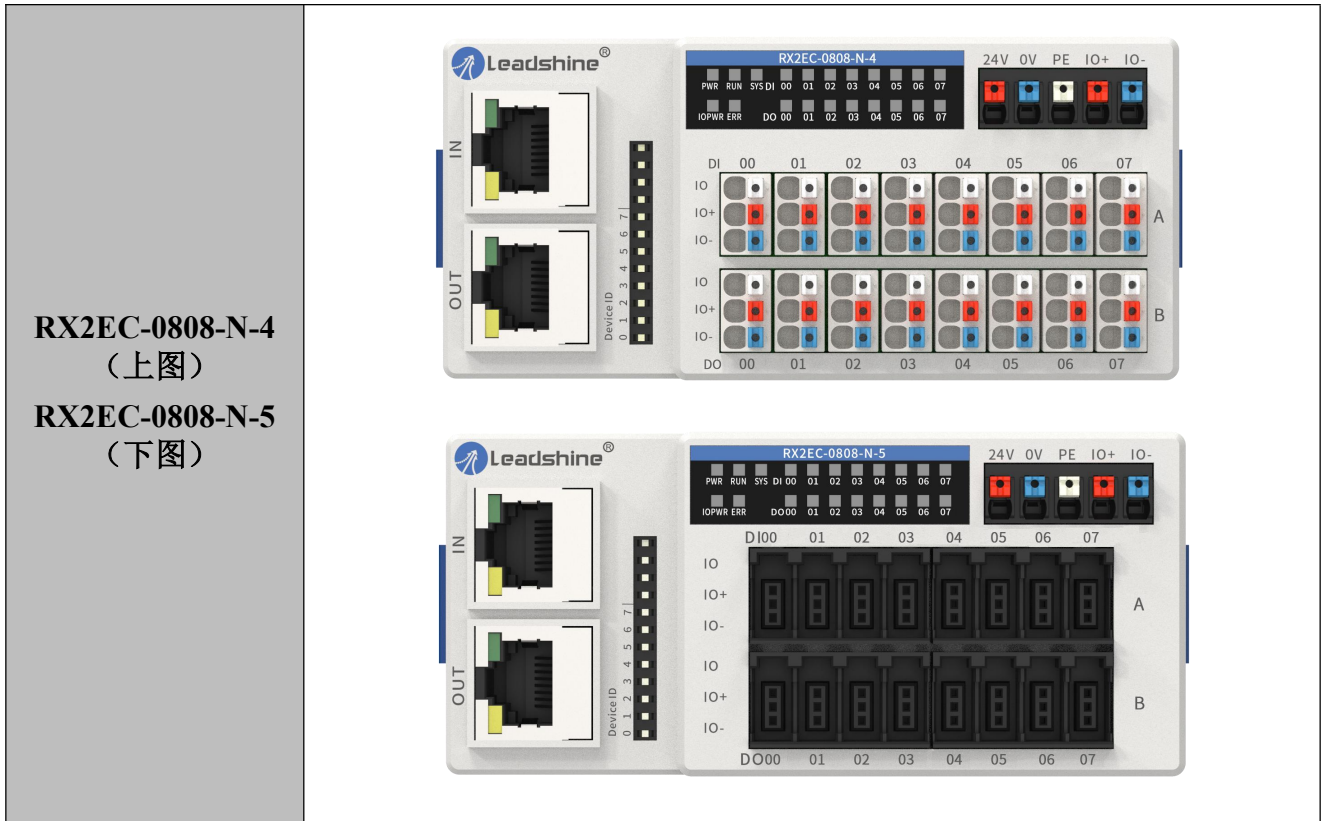 RX2EC-0808-N-4
（上图）
RX2EC-0808-N-5
（下图）
Leadshine®
RX2EC-0808-N-4
PWR RUN SYS DI 00 01 02 03 04 05 06 07
IOPWR ERR DO 00 01 02 03 04 05 06 07
24V 0V PE IO+ IO-
IN
OUT
Device ID
0 1 2 3 4 5 6 7
DI 00 01 02 03 04 05 06 07
IO
IO+
IO-
A
IO
IO+
IO-
B
DO 00 01 02 03 04 05 06 07
Leadshine®
RX2EC-0808-N-5
PWR RUN SYS DI 00 01 02 03 04 05 06 07
IOPWR ERR DO00 01 02 03 04 05 06 07
24V 0V PE IO+ IO-
IN
OUT
Device ID
0 1 2 3 4 5 6 7
DI00 01 02 03 04 05 06 07
IO
IO+
IO-
A
IO
IO+
IO-
B
DO00 01 02 03 04 05 06 07